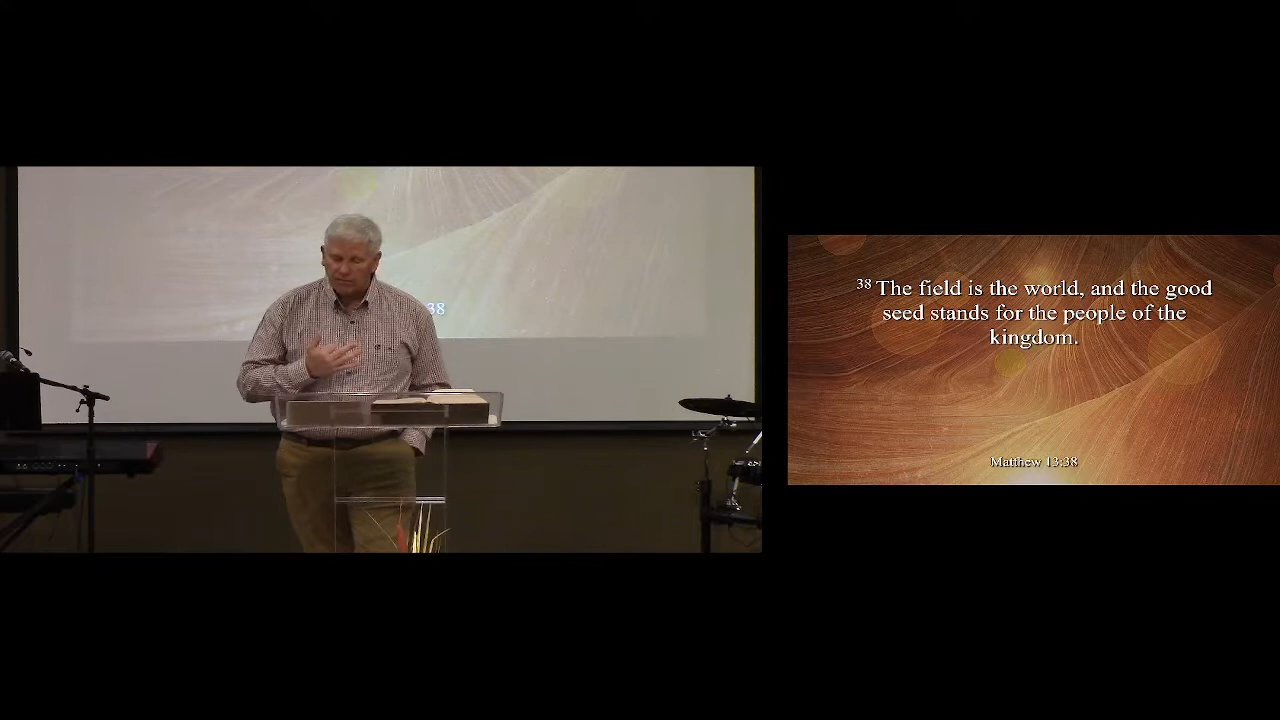 38
38 The field is the world, and the good
seed stands for the people of the
kingdom.
Matthew 13:38